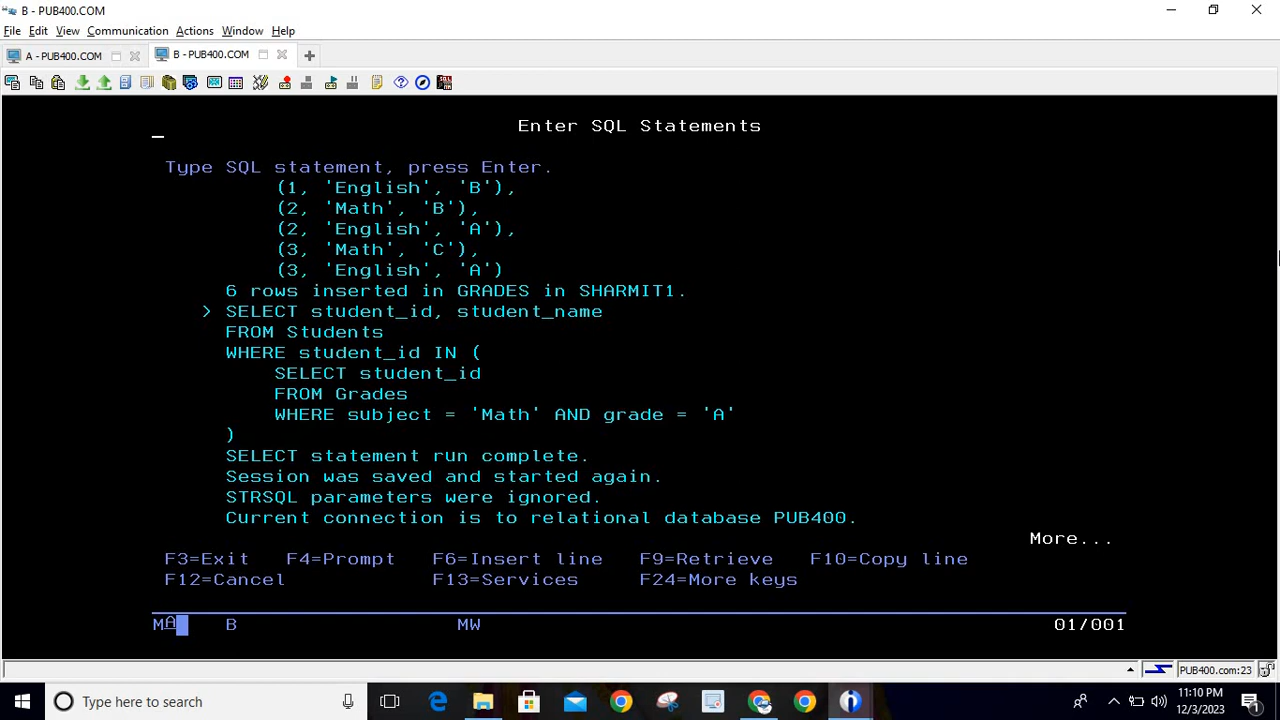 B - PUB400.COM
File Edit View Communication Actions Window Help
A - PUB400.COM B - PUB400.COM
Enter SQL Statements
Type SQL statement, press Enter.
(1, 'English', 'B'),
(2, 'Math', 'B'),
(2, 'English', 'A'),
(3, 'Math', 'C'),
(3, 'English', 'A')
6 rows inserted in GRADES in SHARMIT1.
> SELECT student_id, student_name
FROM Students
WHERE student_id IN (
SELECT student_id
FROM Grades
WHERE subject = 'Math' AND grade = 'A'
)
SELECT statement run complete.
Session was saved and started again.
STRSQL parameters were ignored.
Current connection is to relational database PUB400.
More...
F3=Exit F4=Prompt F6=Insert line F9=Retrieve F10=Copy line
F12=Cancel F13=Services F24=More keys
MA B MW 01/001
PUB400.com:23
Type here to search
11:10 PM
12/3/2023